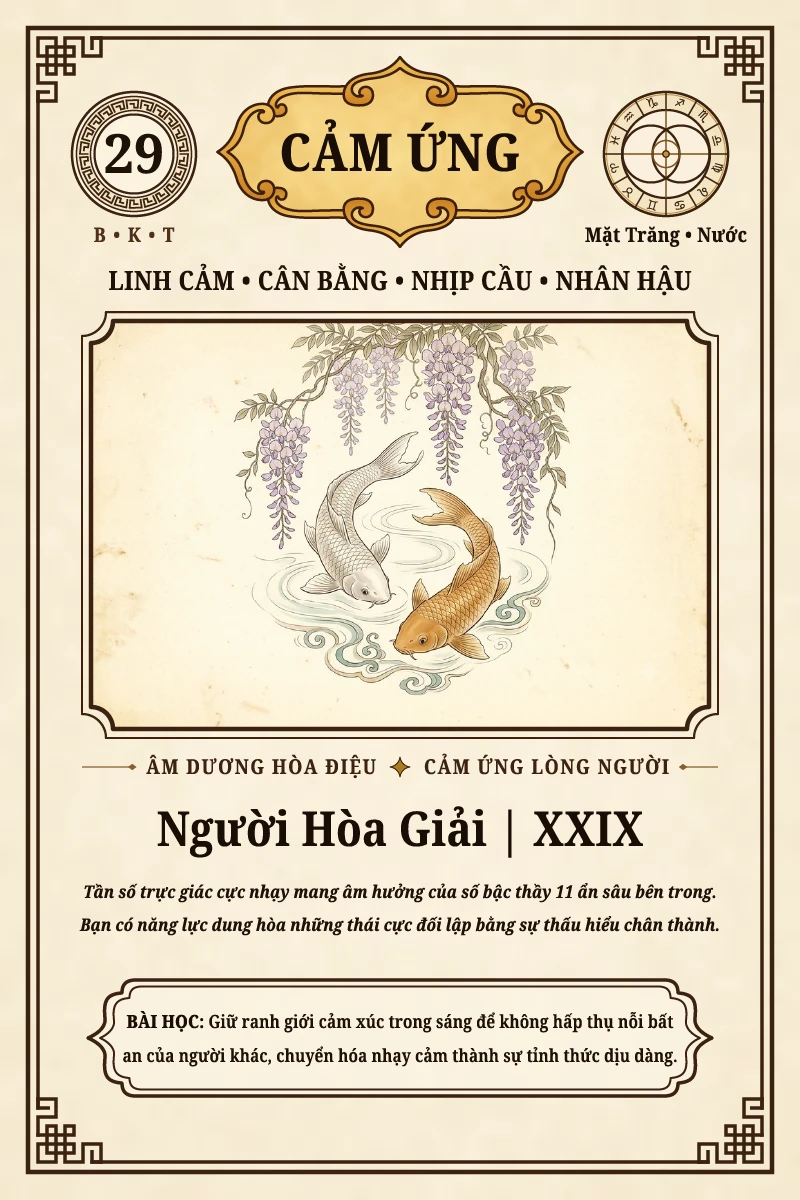 29
CẢM ỨNG
B • K • T
Mặt Trăng • Nước
LINH CẢM • CÂN BẰNG • NHỊP CẦU • NHÂN HẬU
ÂM DƯƠNG HÒA ĐIỆU ✦ CẢM ỨNG LÒNG NGƯỜI
Người Hòa Giải | XXIX
Tần số trực giác cực nhạy mang âm hưởng của số bậc thầy 11 ẩn sâu bên trong.
Bạn có năng lực dung hòa những thái cực đối lập bằng sự thấu hiểu chân thành.
BÀI HỌC: Giữ ranh giới cảm xúc trong sáng để không hấp thụ nỗi bất
an của người khác, chuyển hóa nhạy cảm thành sự tỉnh thức dịu dàng.